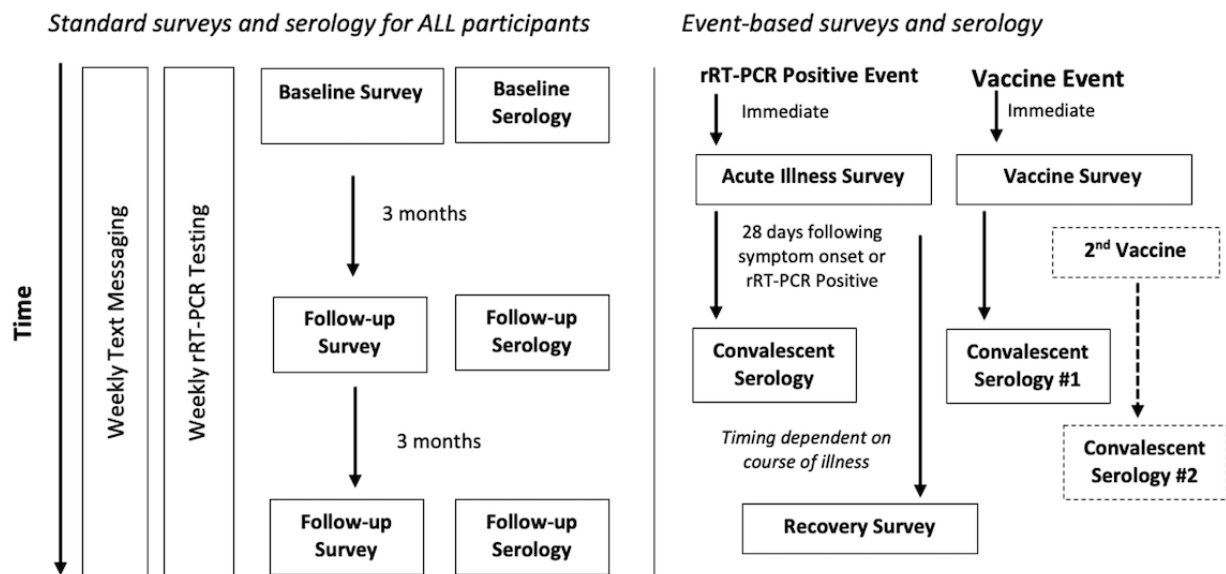 Standard surveys and serology for ALL participants
Time
Weekly Text Messaging
Weekly rRT-PCR Testing
Baseline Survey
Baseline
Serology
3 months
Follow-up
Survey
Follow-up
Serology
3 months
Follow-up
Survey
Follow-up
Serology
Event-based surveys and serology
rRT-PCR Positive Event
Immediate
Acute Illness Survey
28 days following
symptom onset or
rRT-PCR Positive
Convalescent
Serology
Timing dependent on
course of illness
Recovery Survey
Vaccine Event
Immediate
Vaccine Survey
2nd Vaccine
Convalescent
Serology #1
Convalescent
Serology #2